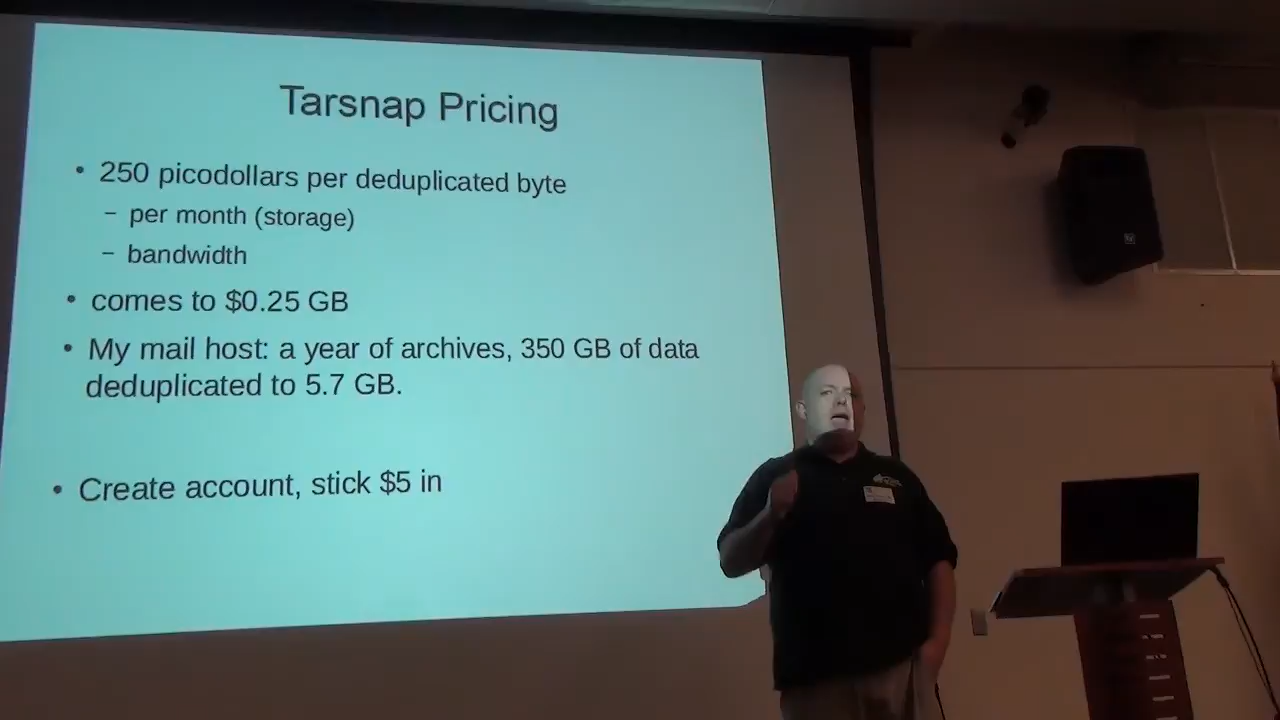 Tarsnap Pricing
• 250 picodollars per deduplicated byte
– per month (storage)
– bandwidth
• comes to $0.25 GB
• My mail host: a year of archives, 350 GB of data
deduplicated to 5.7 GB.
• Create account, stick $5 in